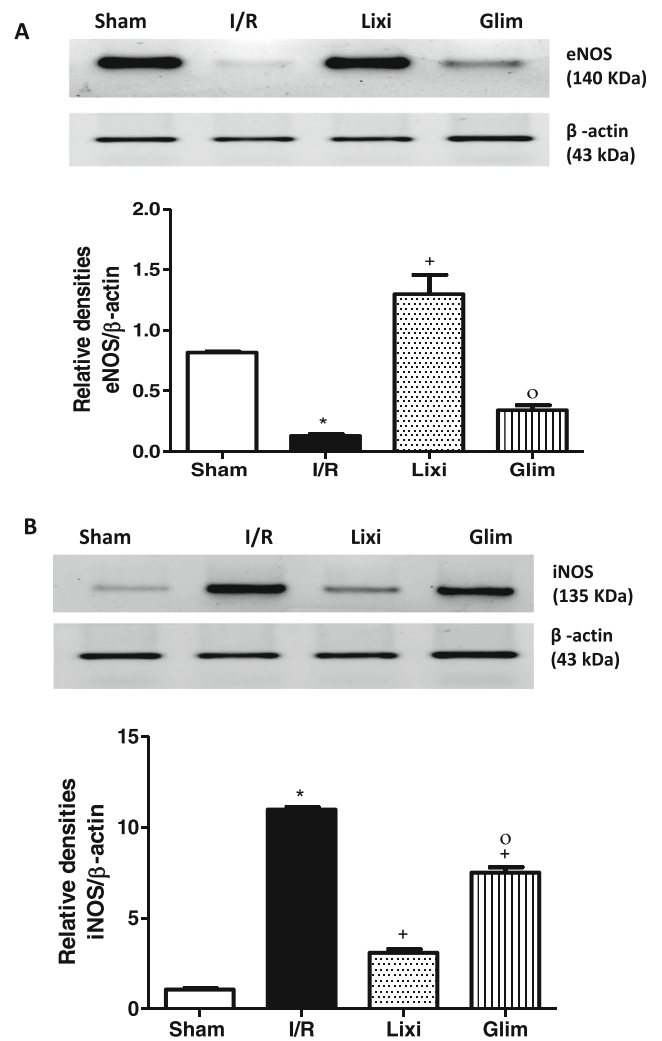 A
Sham I/R Lixi Glim
eNOS
(140 KDa)
β -actin
(43 kDa)
Relative densities
eNOS/β-actin
2.0
1.5
1.0
0.5
0.0
*
+
o
Sham I/R Lixi Glim
B
Sham I/R Lixi Glim
iNOS
(135 KDa)
β -actin
(43 kDa)
Relative densities
iNOS/β-actin
15
10
5
0
*
+
o
+
Sham I/R Lixi Glim